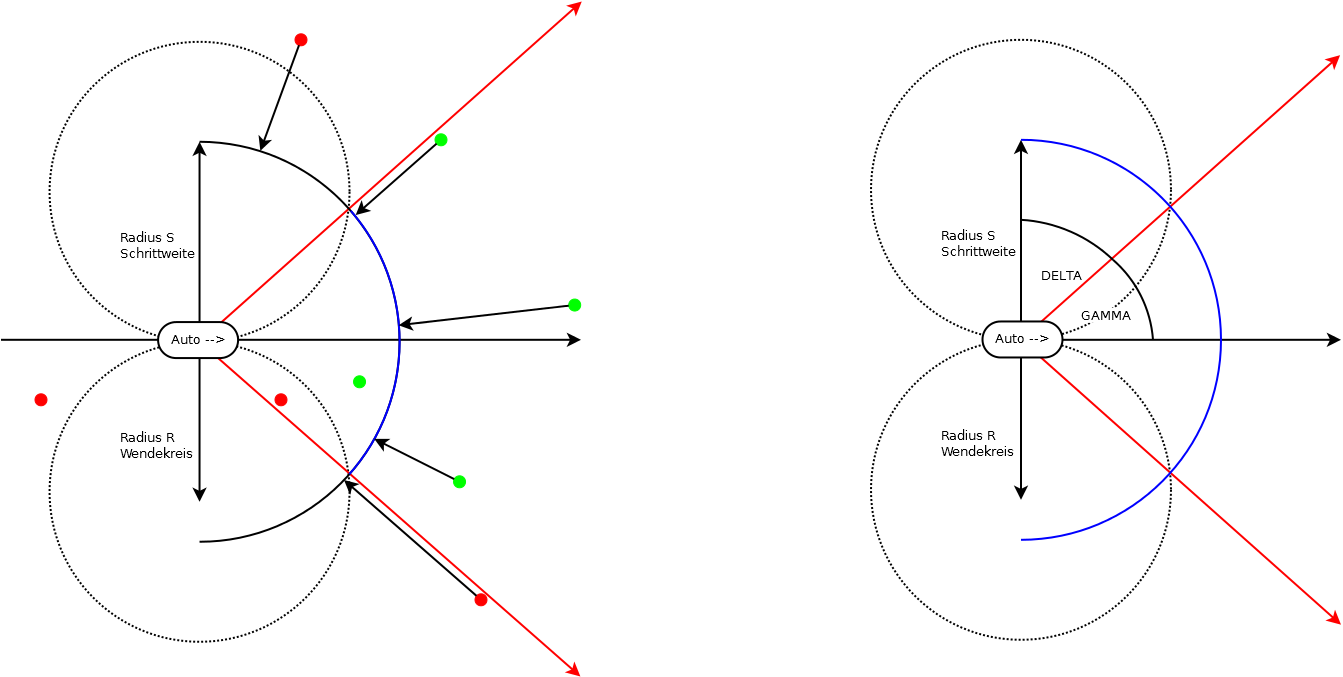 Radius S
Schrittweite
Auto -->
Radius R
Wendekreis
Radius S
Schrittweite
DELTA
GAMMA
Auto -->
Radius R
Wendekreis